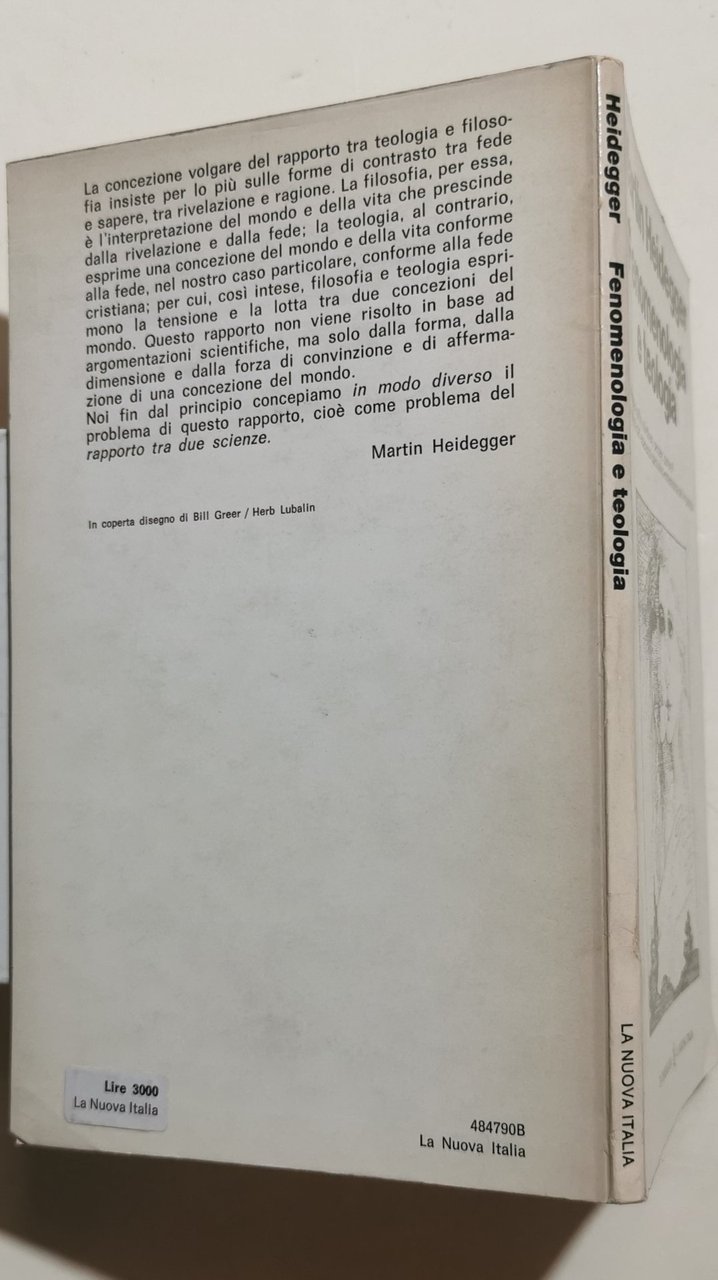 La concezione volgare del rapporto tra teologia e filoso-
fia insiste per lo più sulle forme di contrasto tra fede
e sapere, tra rivelazione e ragione. La filosofia, per essa,
è l'interpretazione del mondo e della vita che prescinde
dalla rivelazione e dalla fede; la teologia, al contrario,
esprime una concezione del mondo e della vita conforme
alla fede, nel nostro caso particolare, conforme alla fede
cristiana; per cui, così intese, filosofia e teologia espri-
mono la tensione e la lotta tra due concezioni del
mondo. Questo rapporto non viene risolto in base ad
argomentazioni scientifiche, ma solo dalla forma, dalla
dimensione e dalla forza di convinzione e di afferma-
zione di una concezione del mondo.
Noi fin dal principio concepiamo in modo diverso il
problema di questo rapporto, cioè come problema del
rapporto tra due scienze.
Martin Heidegger
In coperta disegno di Bill Greer / Herb Lubalin
Lire 3000
La Nuova Italia
484790B
La Nuova Italia
Heidegger Fenomenologia e teologia
LA NUOVA ITALIA
Heidegger